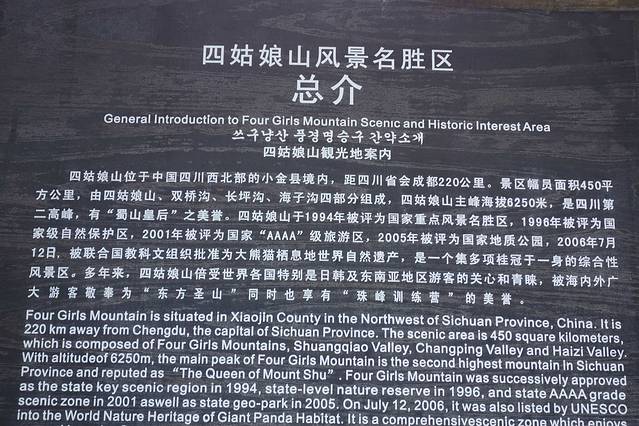 四姑娘山风景名胜区
总介
General Introduction to Four Girls Mountain Scenic and Historic Interest Area
쓰구냥산 풍경명승구 간략소개
四姑娘山観光地案内
四姑娘山位于中国四川西北部的小金县境内，距四川省会成都220公里。景区幅员面积450平
方公里，由四姑娘山、双桥沟、长坪沟、海子沟四部分组成，四姑娘山主峰海拔6250米，是四川第
二高峰，有“蜀山皇后”之美誉。四姑娘山于1994年被评为国家重点风景名胜区，1996年被评为国
家级自然保护区，2001年被评为国家“AAAA”级旅游区，2005年被评为国家地质公园，2006年7月
12日，被联合国教科文组织批准为大熊猫栖息地世界自然遗产，是一个集多项桂冠于一身的综合性
风景区。多年来，四姑娘山倍受世界各国特别是日韩及东南亚地区游客的关心和青睐，被海内外广
大游客敬奉为“东方圣山”同时也享有“珠峰训练营”的美誉。
Four Girls Mountain is situated in Xiaojin County in the Northwest of Sichuan Province, China. It is
220 km away from Chengdu, the capital of Sichuan Province. The scenic area is 450 square kilometers,
which is composed of Four Girls Mountains, Shuangqiao Valley, Changping Valley and Haizi Valley.
With altitudeof 6250m, the main peak of Four Girls Mountain is the second highest mountain in Sichuan
Province and reputed as “The Queen of Mount Shu”. Four Girls Mountain was successively approved
as the state key scenic region in 1994, state-level nature reserve in 1996, and state AAAA grade
scenic zone in 2001 aswell as state geo-park in 2005. On July 12, 2006, it was also listed by UNESCO
into the World Nature Heritage of Giant Panda Habitat. It is a comprehensivescenic zone which enjoys